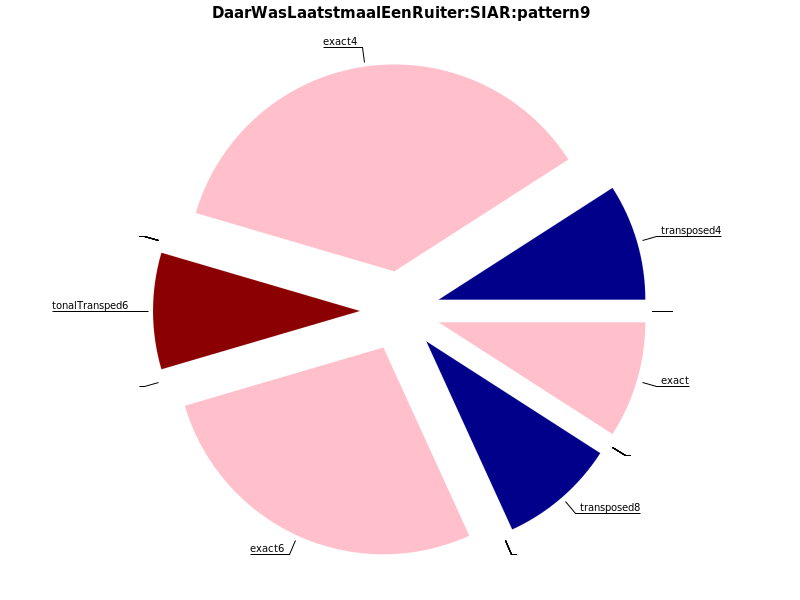 DaarWasLaatstmaalEenRuiter:SIAR:pattern9
exact4
transposed4
tonalTransped6
exact
transposed8
exact6